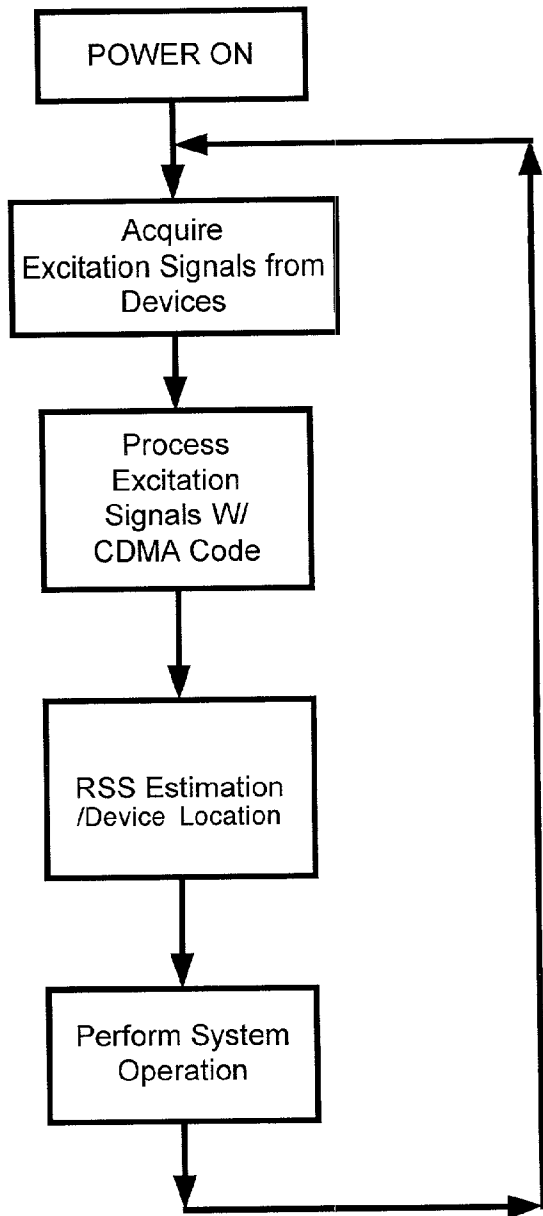 POWER ON
Acquire
Excitation Signals from
Devices
Process
Excitation
Signals W/
CDMA Code
RSS Estimation
/Device Location
Perform System
Operation